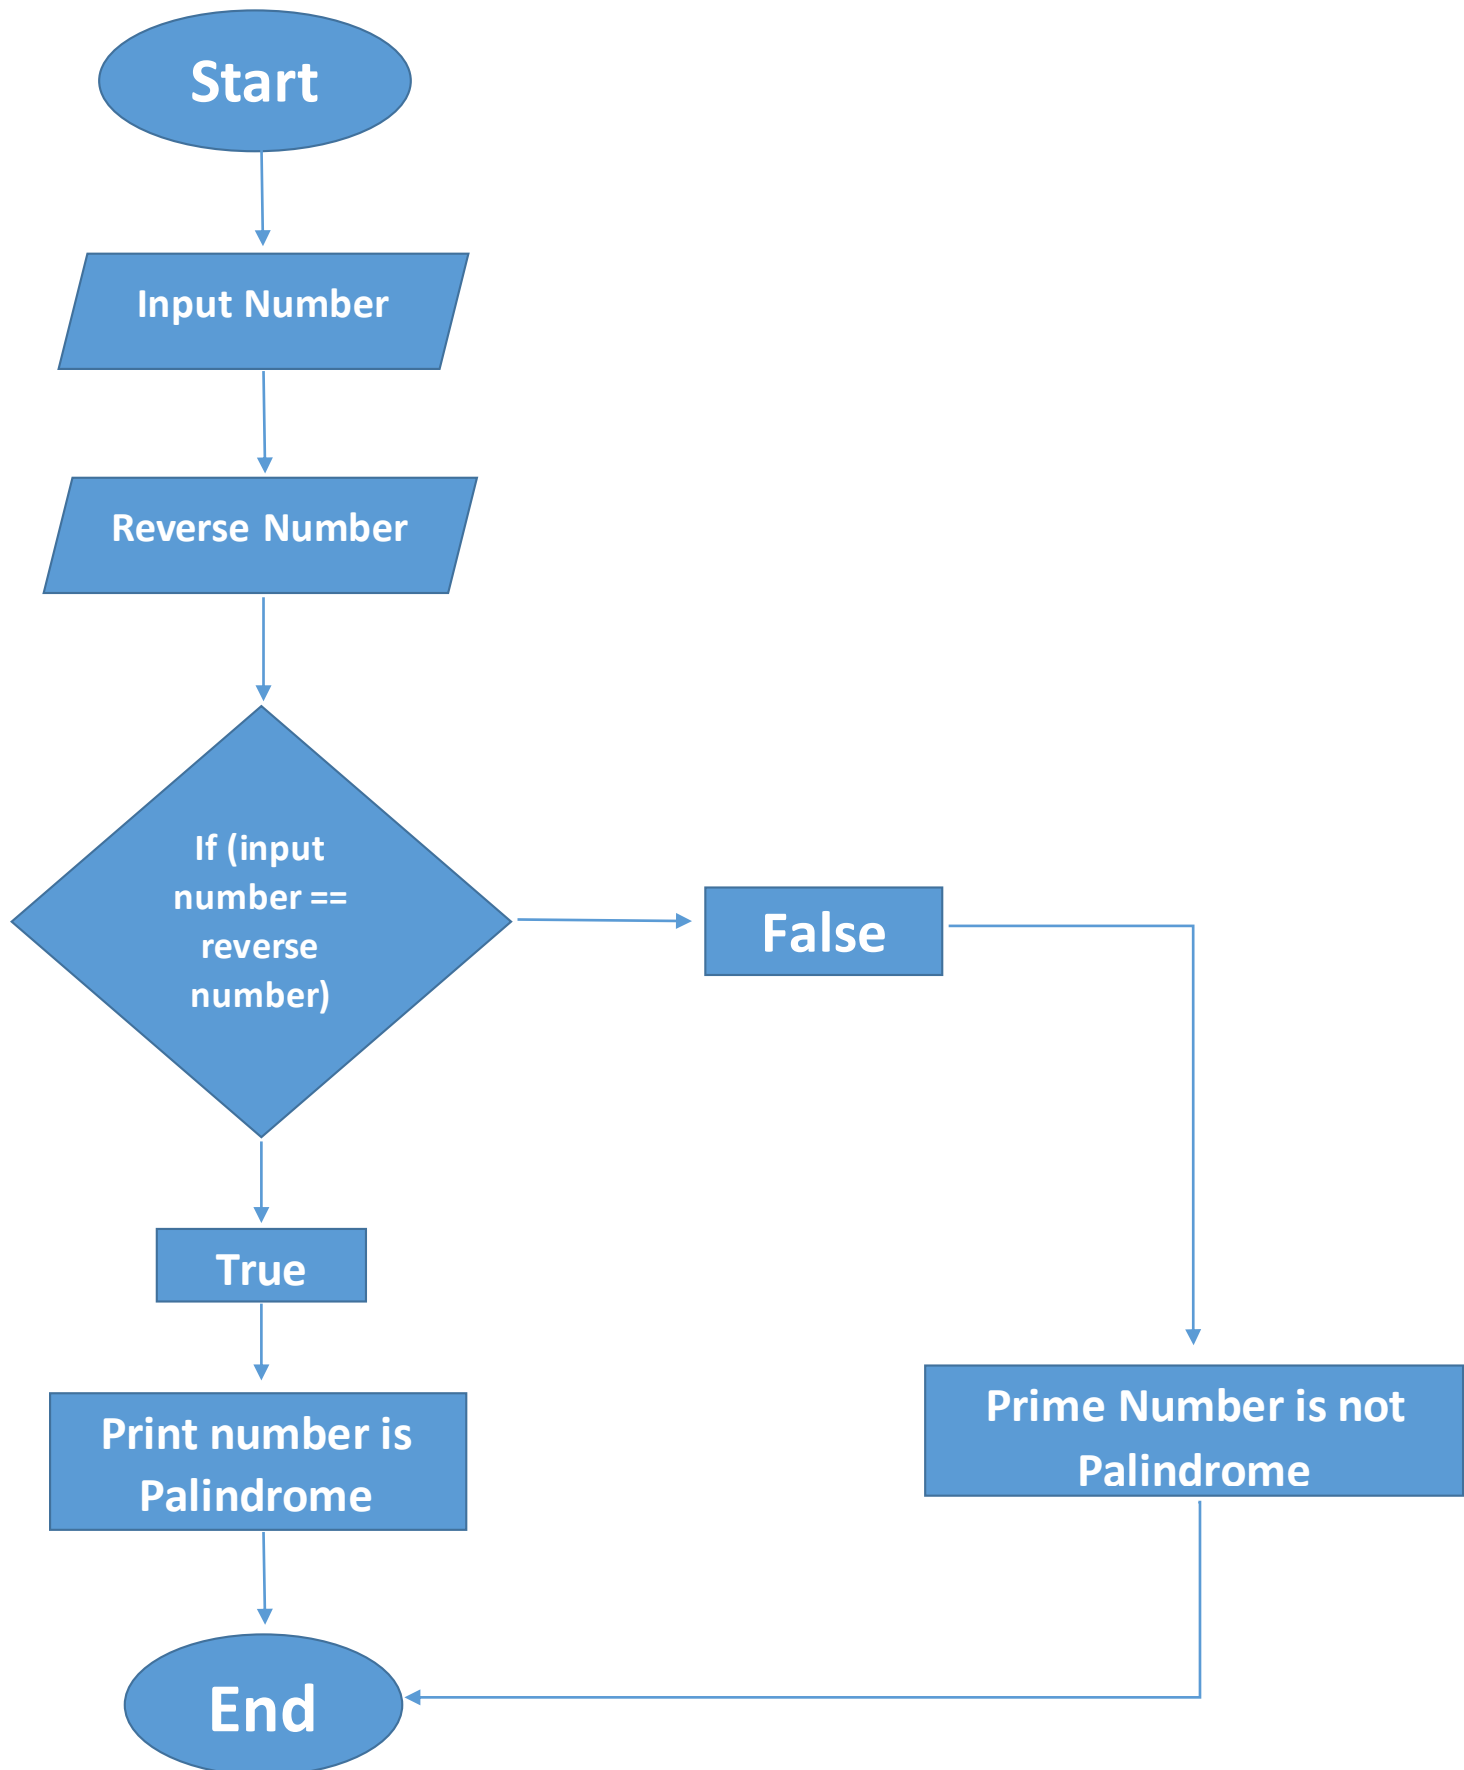 Start
Input Number
Reverse Number
If (input
number ==
reverse
number)
False
True
Print number is
Palindrome
Prime Number is not
Palindrome
End